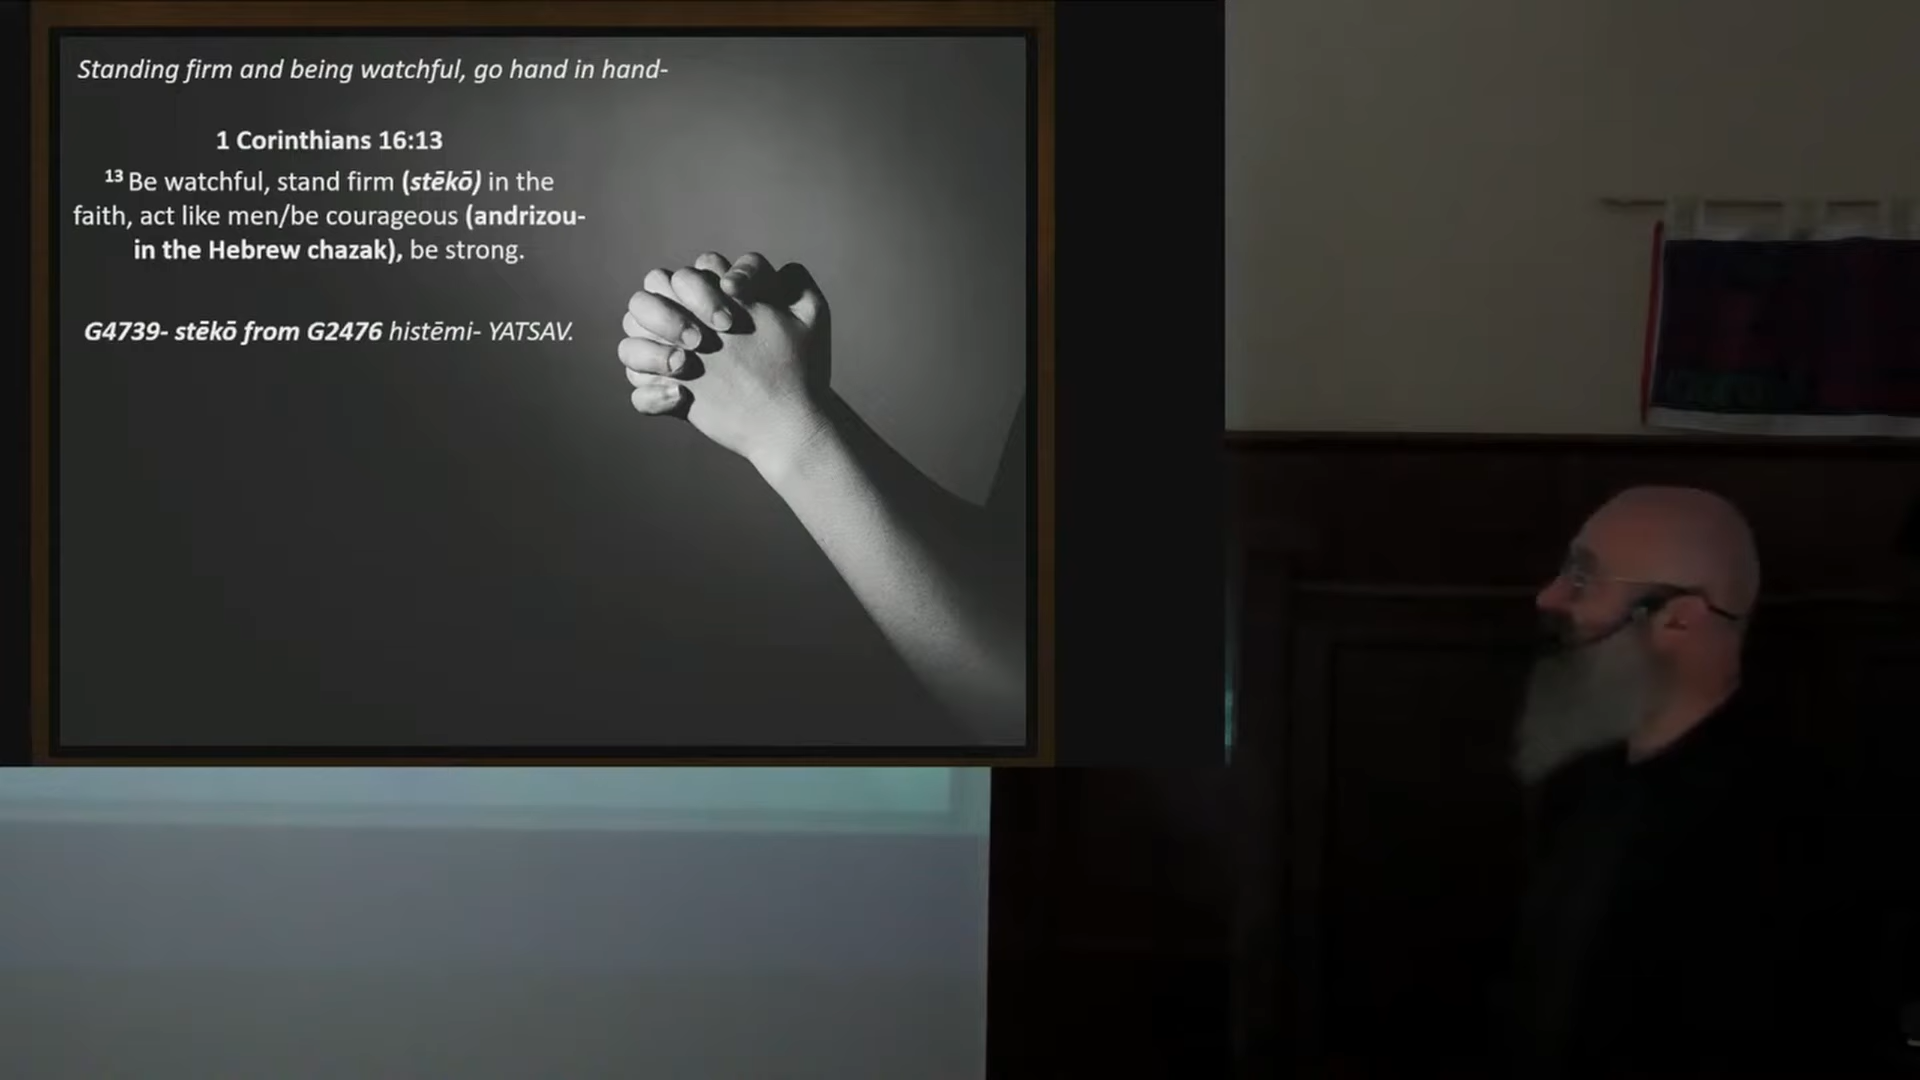 Standing firm and being watchful, go hand in hand-
1 Corinthians 16:13
13 Be watchful, stand firm (stēkō) in the
faith, act like men/be courageous (andrizou-
in the Hebrew chazak), be strong.
G4739- stēkō from G2476 histēmi- YATSAV.